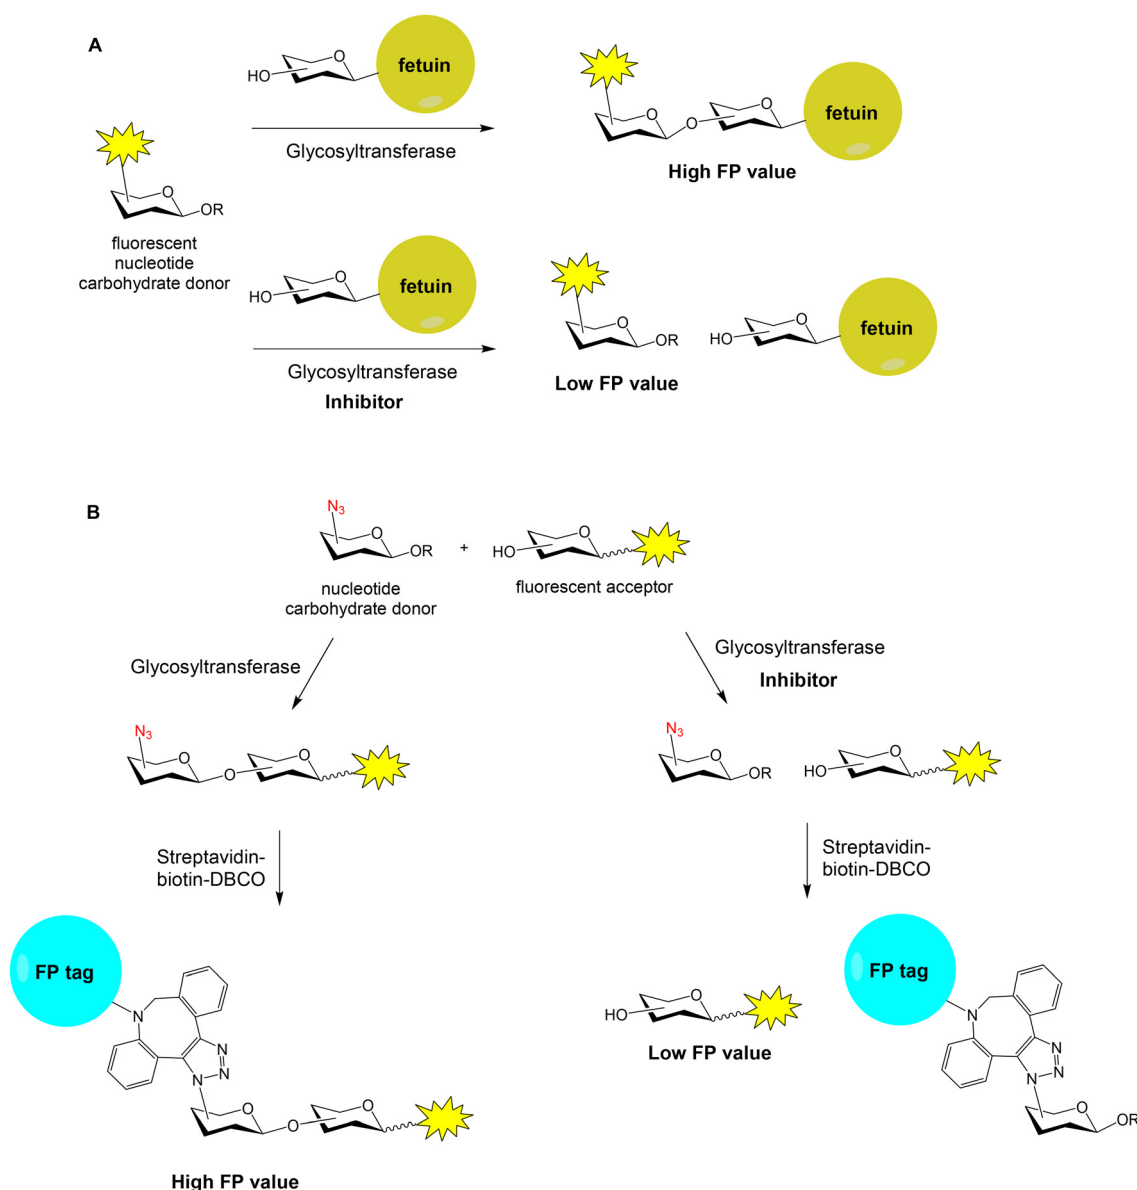 A
HO
O
fetuin
Glycosyltransferase
O
OR
fluorescent
nucleotide
carbohydrate donor
O
O
O
fetuin
High FP value
HO
O
fetuin
Glycosyltransferase
Inhibitor
O
OR
Low FP value
HO
O
fetuin
B
N3
O
OR
nucleotide
carbohydrate donor
+
HO
O
fluorescent acceptor
Glycosyltransferase
Glycosyltransferase
Inhibitor
N3
O
O
O
N3
O
OR
HO
O
Streptavidin-
biotin-DBCO
Streptavidin-
biotin-DBCO
FP tag
N
N
N
N
O
O
O
High FP value
HO
O
Low FP value
FP tag
N
N
N
N
O
OR